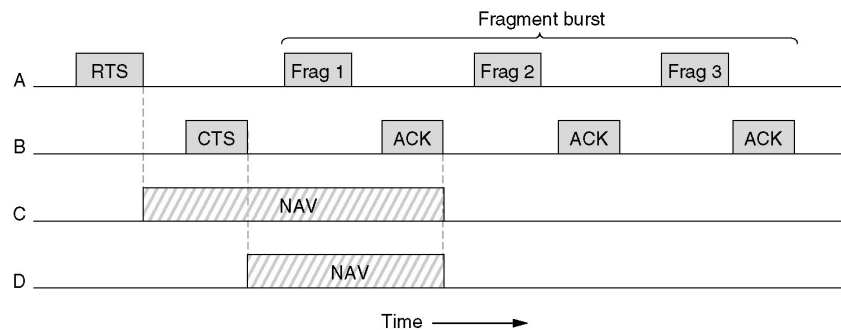 Fragment burst
A RTS Frag 1 Frag 2 Frag 3
B CTS ACK ACK ACK
C NAV
D NAV
Time